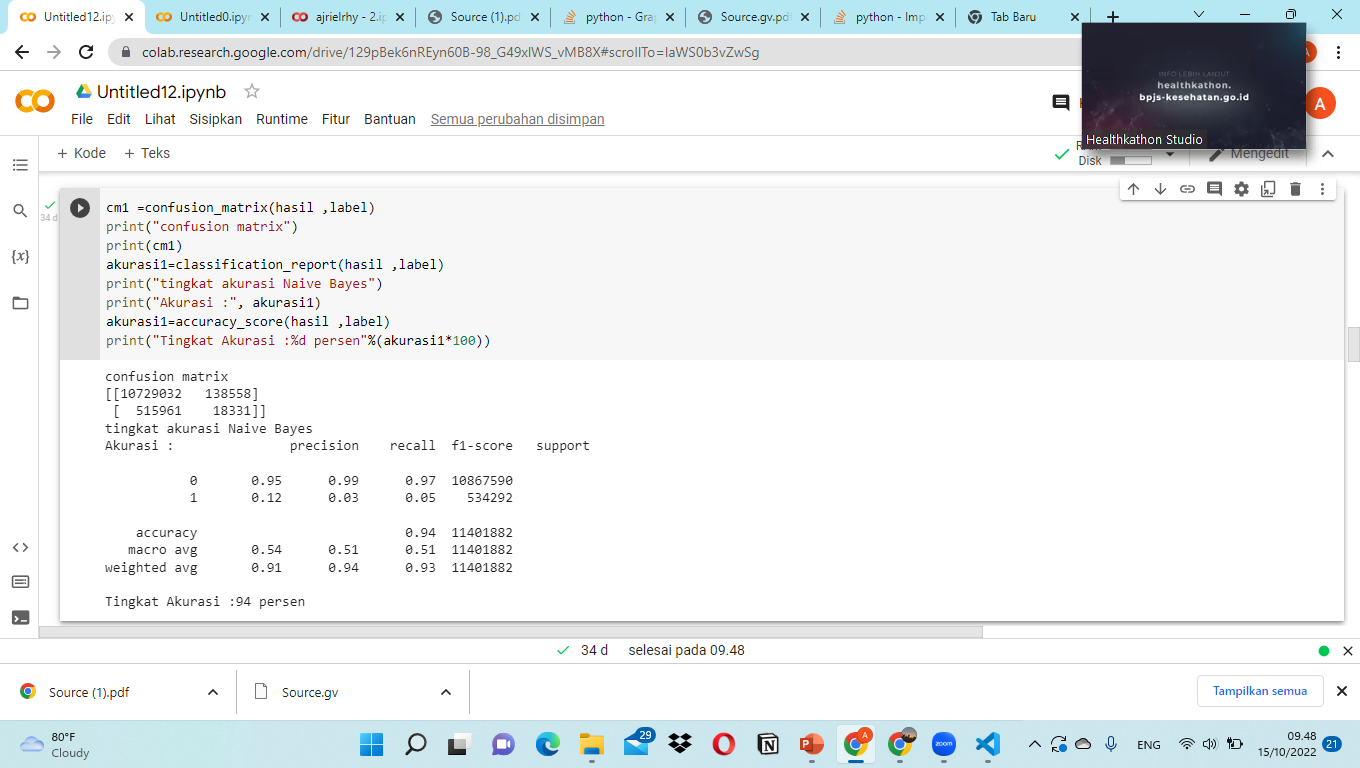 Untitled12.ipynb
Untitled0.ipynb
ajrielrhy - 2.ip
Source (1).pd
python - Grap
Source.gv.pdf
python - Imp
Tab Baru
colab.research.google.com/drive/129pBek6nREyn60B-98_G49xIWS_vMB8X#scrollTo=IaWS0b3vZwSg
INFO LEBIH LANJUT
healthkathon.
bpjs-kesehatan.go.id
Healthkathon Studio
Untitled12.ipynb
A
File Edit Lihat Sisipkan Runtime Fitur Bantuan Semua perubahan disimpan
+ Kode + Teks
Disk
Mengedit
34 d
cm1 =confusion_matrix(hasil ,label)
print("confusion matrix")
print(cm1)
akurasi1=classification_report(hasil ,label)
print("tingkat akurasi Naive Bayes")
print("Akurasi :", akurasi1)
akurasi1=accuracy_score(hasil ,label)
print("Tingkat Akurasi :%d persen"%(akurasi1*100))
confusion matrix
[[10729032 138558]
[ 515961 18331]]
tingkat akurasi Naive Bayes
Akurasi : precision recall f1-score support
0 0.95 0.99 0.97 10867590
1 0.12 0.03 0.05 534292
accuracy 0.94 11401882
macro avg 0.54 0.51 0.51 11401882
weighted avg 0.91 0.94 0.93 11401882
Tingkat Akurasi :94 persen
34 d selesai pada 09.48
Source (1).pdf
Source.gv
Tampilkan semua
80°F
Cloudy
29
zoom
ENG
09.48
15/10/2022
21